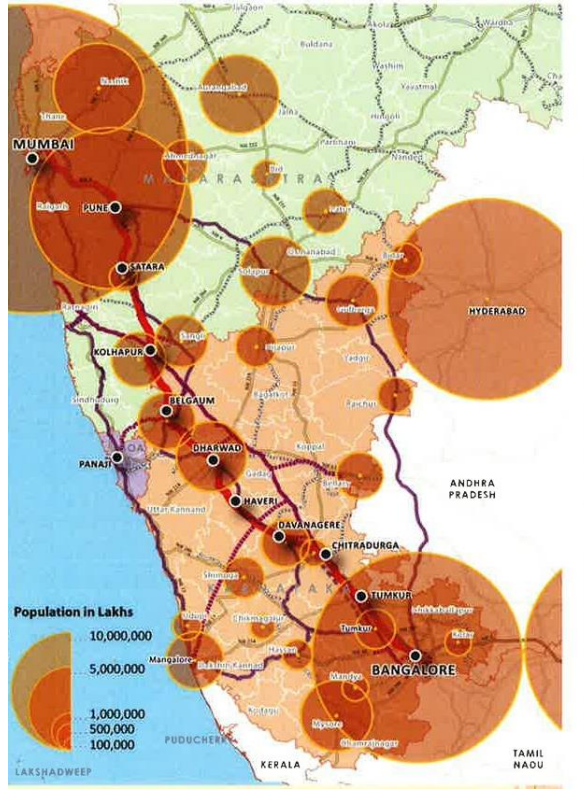 Jalgaon
Akola
Wardha
Buldana
Washim
Yavatmal
Nashik
Aurangabad
Jalna
Hingoli
Thane
Parbhani
Nanded
MUMBAI
Ahmednagar
Bid
MAHARASHTRA
Raigarh
PUNE
Latur
Osmanabad
Bidar
SATARA
Solapur
Gulbarga
HYDERABAD
Ratnagiri
Sangli
KOLHAPUR
Bijapur
Yadgir
Sindhudurg
BELGAUM
Bagalkot
Raichur
GOA
PANAJI
DHARWAD
Koppal
Gadag
Bellary
ANDHRA
PRADESH
Uttar Kannand
HAVERI
DAVANAGERE
CHITRADURGA
Shimoga
KARNATAKA
TUMKUR
Chikkaballapur
Population in Lakhs
Udupi
Chikmagalur
Tumkur
Kolar
10,000,000
Mangalore
Dakshin Kannad
Hassan
BANGALORE
5,000,000
Mandya
Kodagu
Mysore
1,000,000
500,000
100,000
PUDUCHERRY
Chamrajnagar
KERALA
TAMIL
NAOU
LAKSHADWEEP